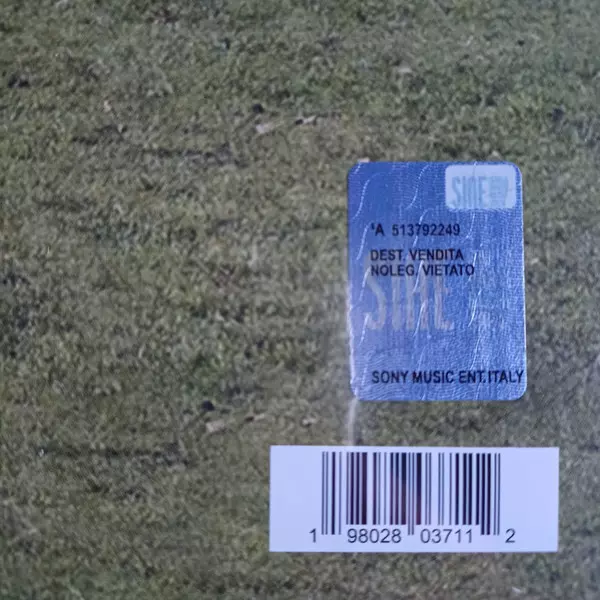 SIAE
A 513792249
DEST. VENDITA
NOLEG. VIETATO
SIAE
SONY MUSIC ENT.ITALY
1 98028 03711 2